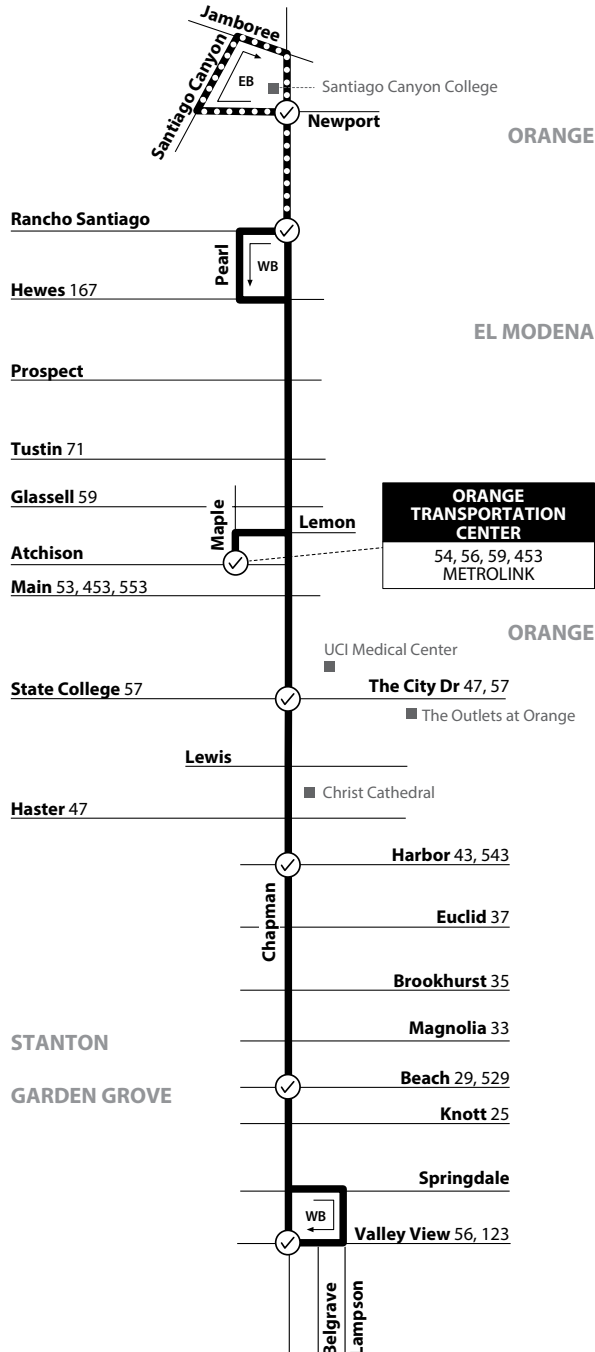 Jamboree
Santiago Canyon
EB
Santiago Canyon College
Newport
ORANGE
Rancho Santiago
Pearl
WB
Hewes 167
EL MODENA
Prospect
Tustin 71
Glassell 59
Maple
Lemon
ORANGE
TRANSPORTATION
CENTER
54, 56, 59, 453
METROLINK
Atchison
Main 53, 453, 553
ORANGE
UCI Medical Center
State College 57
The City Dr 47, 57
The Outlets at Orange
Lewis
Christ Cathedral
Haster 47
Harbor 43, 543
Chapman
Euclid 37
Brookhurst 35
Magnolia 33
STANTON
Beach 29, 529
GARDEN GROVE
Knott 25
Springdale
WB
Valley View 56, 123
Belgrave
Lampson